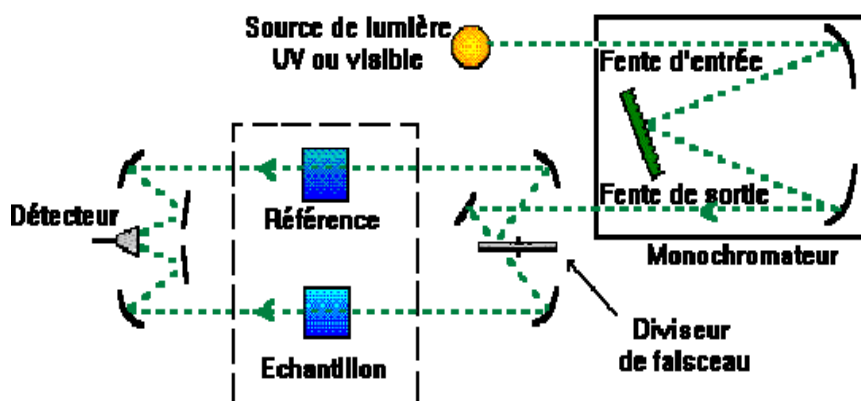 Source de lumière
UV ou visible
Fente d'entrée
Fente de sortie
Monochromateur
Détecteur
Référence
Echantillon
Diviseur
de faisceau